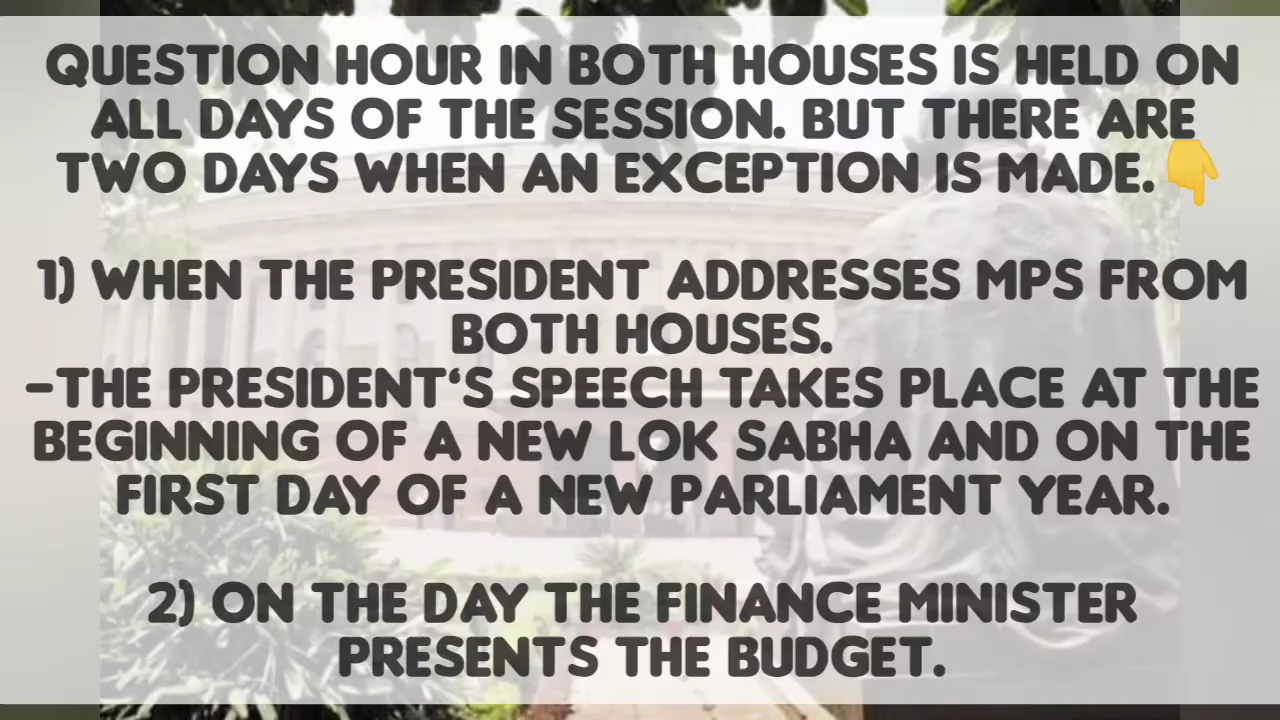 QUESTION HOUR IN BOTH HOUSES IS HELD ON
ALL DAYS OF THE SESSION. BUT THERE ARE
TWO DAYS WHEN AN EXCEPTION IS MADE.👇
1) WHEN THE PRESIDENT ADDRESSES MPS FROM
BOTH HOUSES.
-THE PRESIDENT'S SPEECH TAKES PLACE AT THE
BEGINNING OF A NEW LOK SABHA AND ON THE
FIRST DAY OF A NEW PARLIAMENT YEAR.
2) ON THE DAY THE FINANCE MINISTER
PRESENTS THE BUDGET.